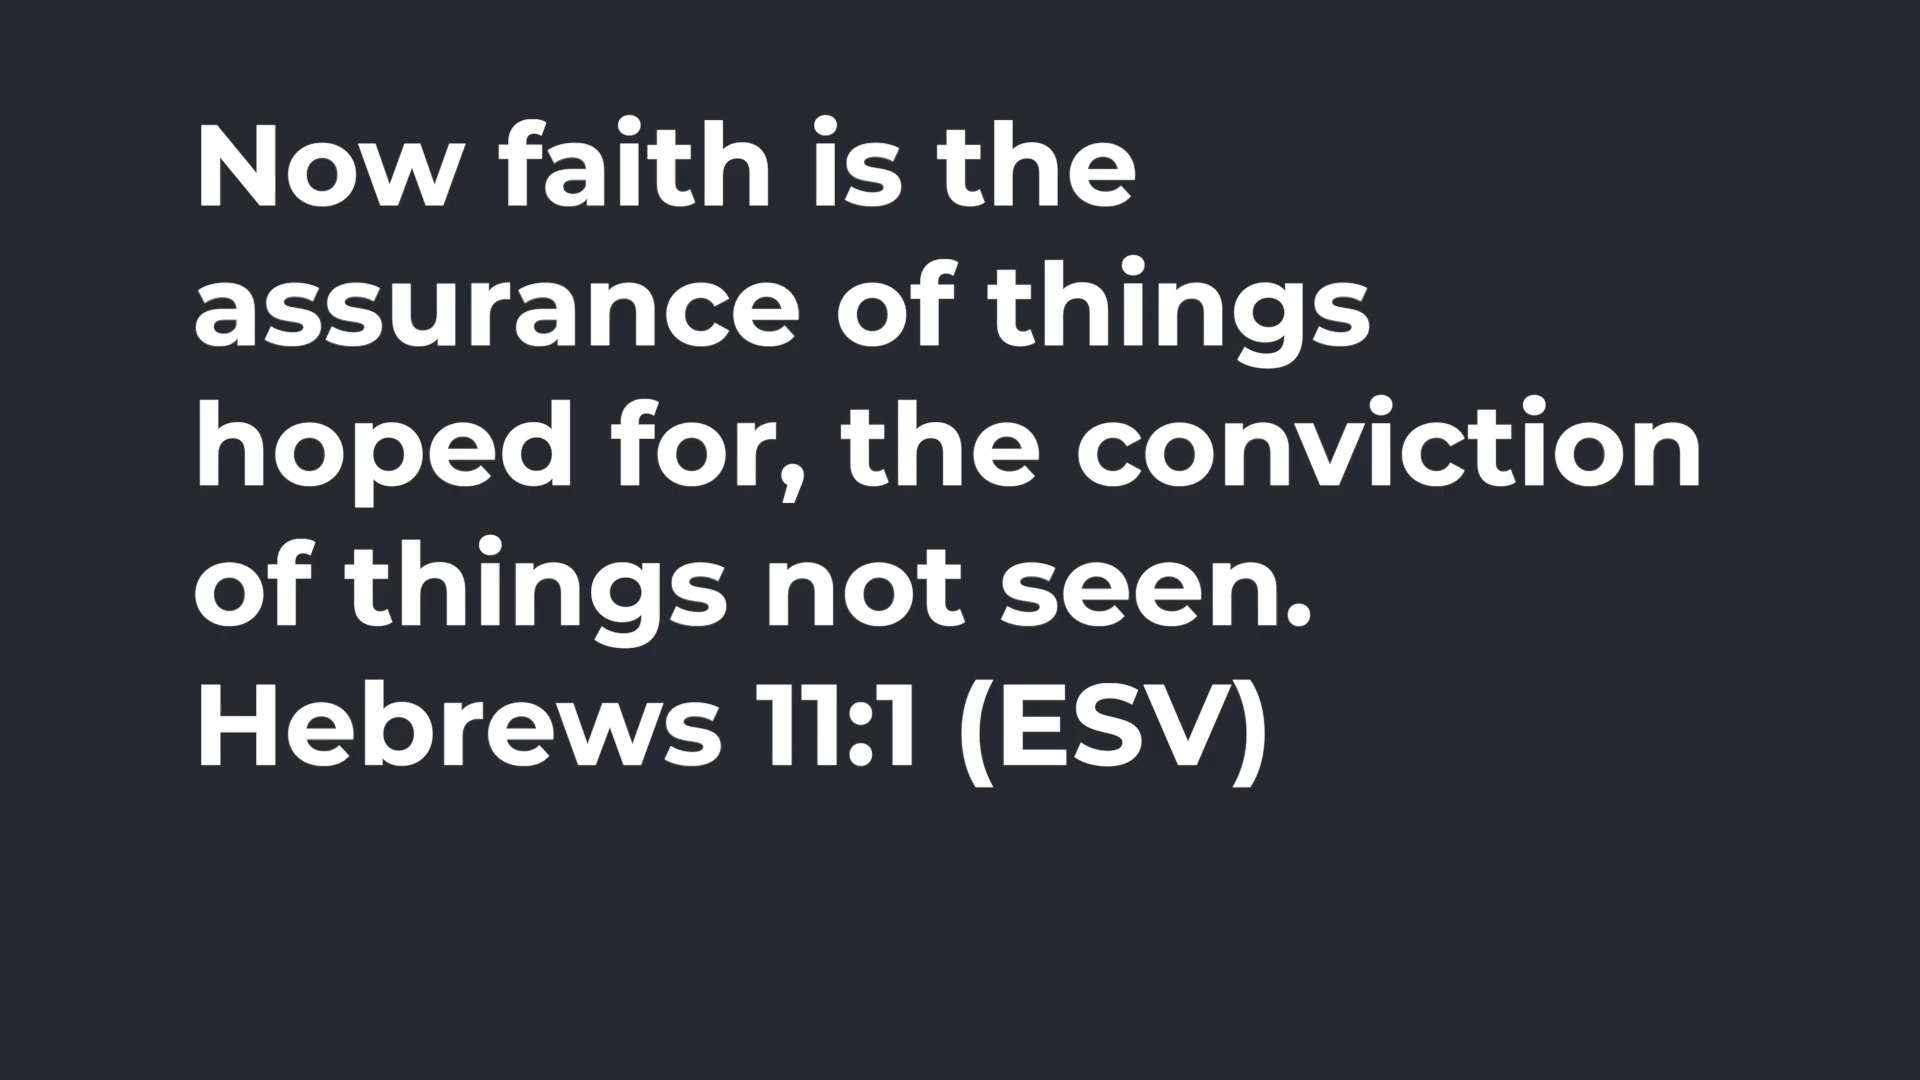 Now faith is the
assurance of things
hoped for, the conviction
of things not seen.
Hebrews 11:1 (ESV)